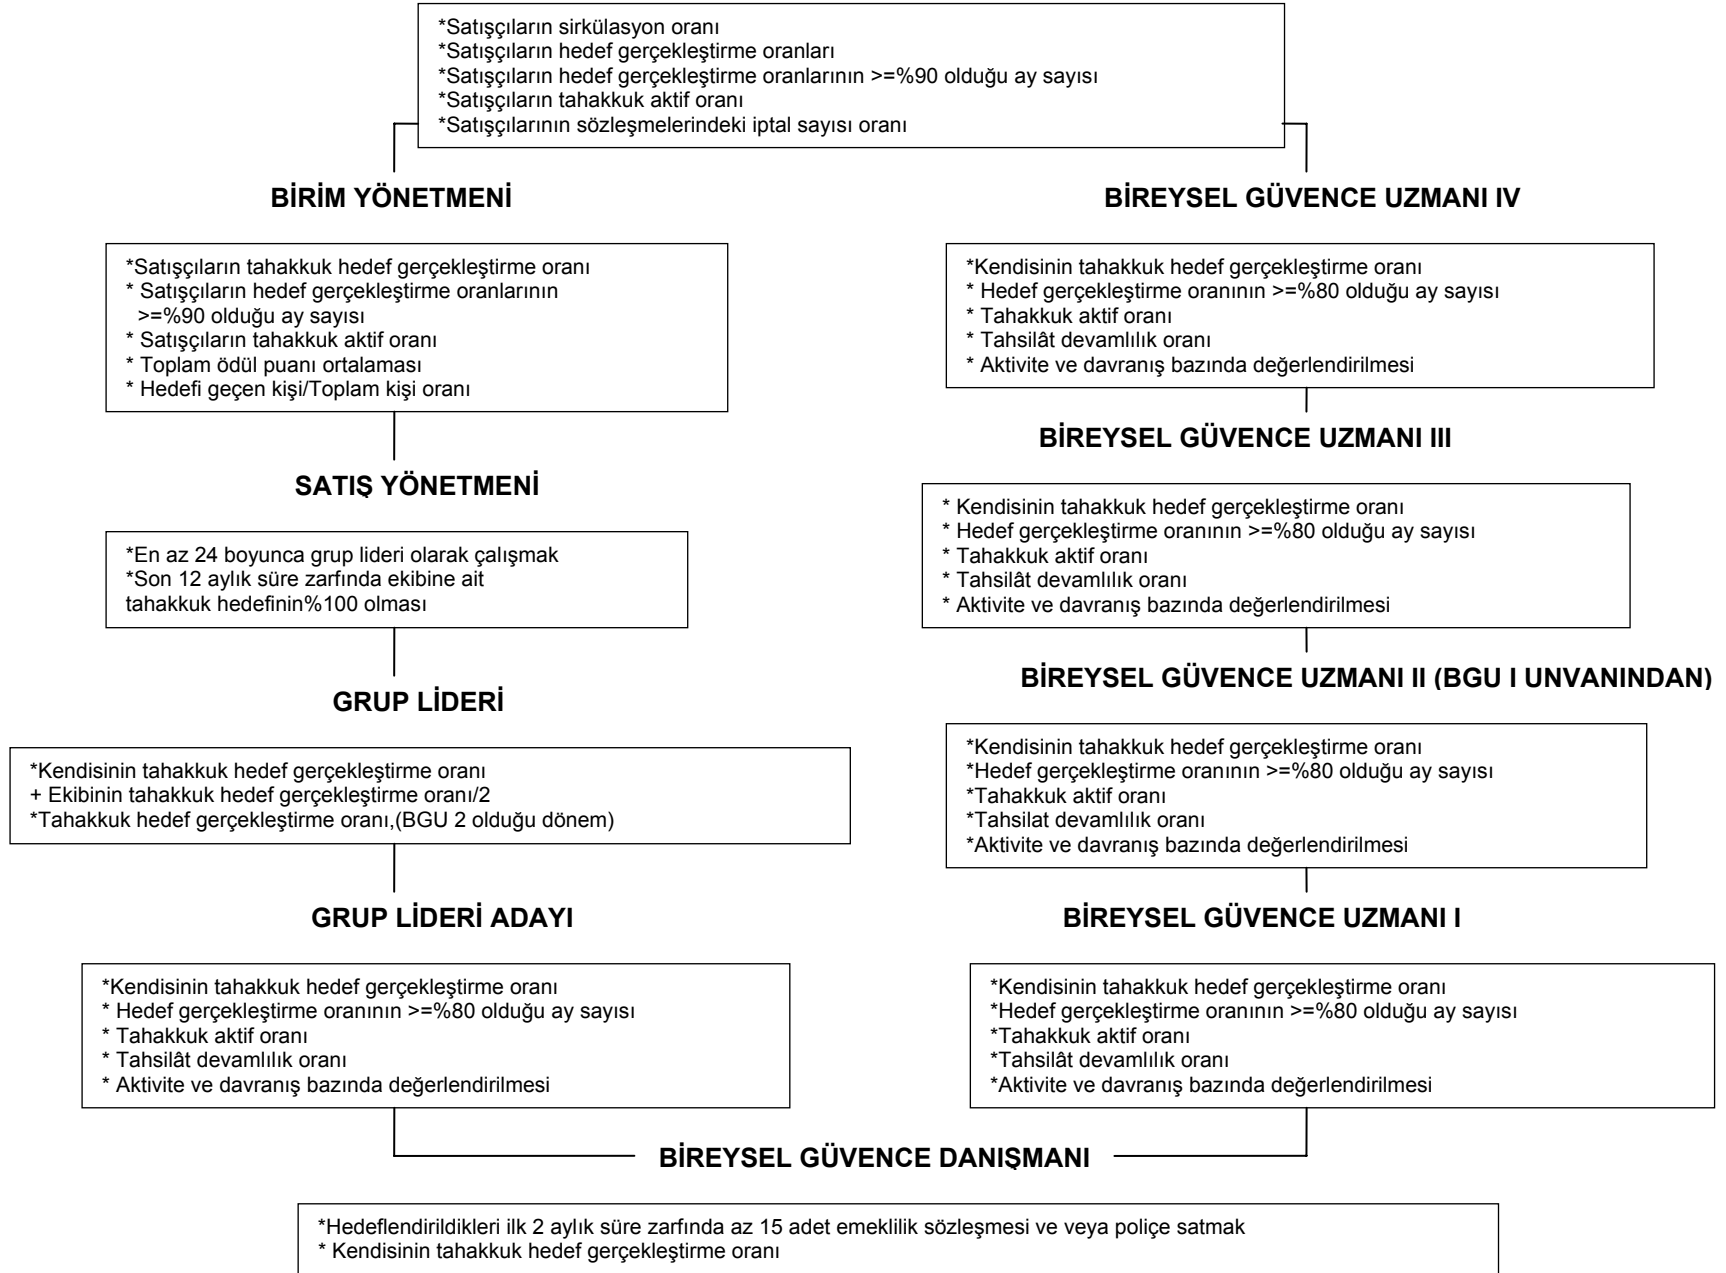 *Satışçıların sirkülasyon oranı
*Satışçıların hedef gerçekleştirme oranları
*Satışçıların hedef gerçekleştirme oranlarının >=%90 olduğu ay sayısı
*Satışçıların tahakkuk aktif oranı
*Satışçılarının sözleşmelerindeki iptal sayısı oranı
BİRİM YÖNETMENİ
*Satışçıların tahakkuk hedef gerçekleştirme oranı
* Satışçıların hedef gerçekleştirme oranlarının
>=%90 olduğu ay sayısı
* Satışçıların tahakkuk aktif oranı
* Toplam ödül puanı ortalaması
* Hedefi geçen kişi/Toplam kişi oranı
SATIŞ YÖNETMENİ
*En az 24 boyunca grup lideri olarak çalışmak
*Son 12 aylık süre zarfında ekibine ait
tahakkuk hedefinin%100 olması
GRUP LİDERİ
*Kendisinin tahakkuk hedef gerçekleştirme oranı
+ Ekibinin tahakkuk hedef gerçekleştirme oranı/2
*Tahakkuk hedef gerçekleştirme oranı,(BGU 2 olduğu dönem)
GRUP LİDERİ ADAYI
*Kendisinin tahakkuk hedef gerçekleştirme oranı
* Hedef gerçekleştirme oranının >=%80 olduğu ay sayısı
* Tahakkuk aktif oranı
* Tahsilât devamlılık oranı
* Aktivite ve davranış bazında değerlendirilmesi
BİREYSEL GÜVENCE UZMANI IV
*Kendisinin tahakkuk hedef gerçekleştirme oranı
* Hedef gerçekleştirme oranının >=%80 olduğu ay sayısı
* Tahakkuk aktif oranı
* Tahsilât devamlılık oranı
* Aktivite ve davranış bazında değerlendirilmesi
BİREYSEL GÜVENCE UZMANI III
* Kendisinin tahakkuk hedef gerçekleştirme oranı
* Hedef gerçekleştirme oranının >=%80 olduğu ay sayısı
* Tahakkuk aktif oranı
* Tahsilât devamlılık oranı
* Aktivite ve davranış bazında değerlendirilmesi
BİREYSEL GÜVENCE UZMANI II (BGU I UNVANINDAN)
*Kendisinin tahakkuk hedef gerçekleştirme oranı
*Hedef gerçekleştirme oranının >=%80 olduğu ay sayısı
*Tahakkuk aktif oranı
*Tahsilat devamlılık oranı
*Aktivite ve davranış bazında değerlendirilmesi
BİREYSEL GÜVENCE UZMANI I
*Kendisinin tahakkuk hedef gerçekleştirme oranı
*Hedef gerçekleştirme oranının >=%80 olduğu ay sayısı
*Tahakkuk aktif oranı
*Tahsilât devamlılık oranı
*Aktivite ve davranış bazında değerlendirilmesi
BİREYSEL GÜVENCE DANIŞMANI
*Hedeflendirildikleri ilk 2 aylık süre zarfında az 15 adet emeklilik sözleşmesi ve veya poliçe satmak
* Kendisinin tahakkuk hedef gerçekleştirme oranı